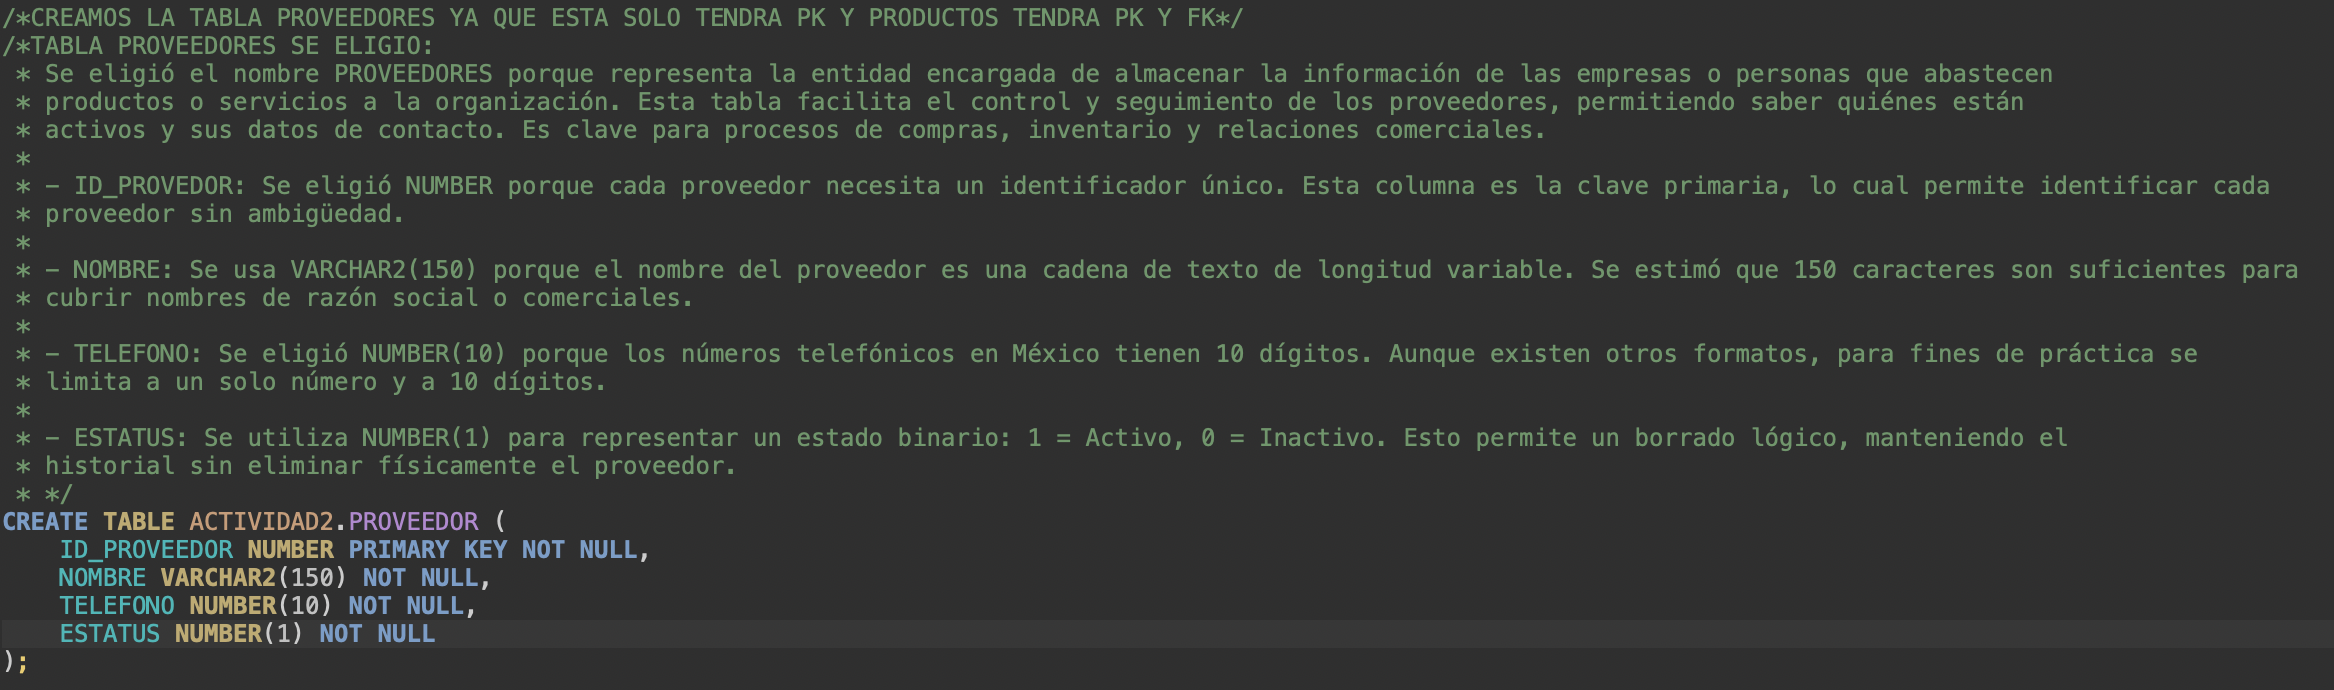 /*CREAMOS LA TABLA PROVEEDORES YA QUE ESTA SOLO TENDRA PK Y PRODUCTOS TENDRA PK Y FK*/
/*TABLA PROVEEDORES SE ELIGIO:
 * Se eligió el nombre PROVEEDORES porque representa la entidad encargada de almacenar la información de las empresas o personas que abastecen
 * productos o servicios a la organización. Esta tabla facilita el control y seguimiento de los proveedores, permitiendo saber quiénes están
 * activos y sus datos de contacto. Es clave para procesos de compras, inventario y relaciones comerciales.
 *
 * – ID_PROVEDOR: Se eligió NUMBER porque cada proveedor necesita un identificador único. Esta columna es la clave primaria, lo cual permite identificar cada
 * proveedor sin ambigüedad.
 *
 * – NOMBRE: Se usa VARCHAR2(150) porque el nombre del proveedor es una cadena de texto de longitud variable. Se estimó que 150 caracteres son suficientes para
 * cubrir nombres de razón social o comerciales.
 *
 * – TELEFONO: Se eligió NUMBER(10) porque los números telefónicos en México tienen 10 dígitos. Aunque existen otros formatos, para fines de práctica se
 * limita a un solo número y a 10 dígitos.
 *
 * – ESTATUS: Se utiliza NUMBER(1) para representar un estado binario: 1 = Activo, 0 = Inactivo. Esto permite un borrado lógico, manteniendo el
 * historial sin eliminar físicamente el proveedor.
 * */
CREATE TABLE ACTIVIDAD2.PROVEEDOR (
    ID_PROVEEDOR NUMBER PRIMARY KEY NOT NULL,
    NOMBRE VARCHAR2(150) NOT NULL,
    TELEFONO NUMBER(10) NOT NULL,
    ESTATUS NUMBER(1) NOT NULL
);